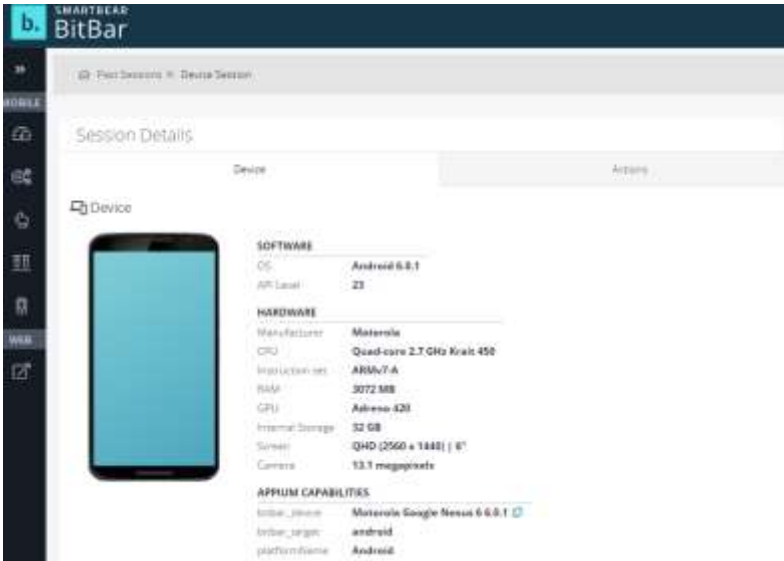 b.
SMARTBEAR
BitBar
»
Past Sessions
Device Session
MOBILE
Session Details
Device
Actions
Device
SOFTWARE
OS Android 6.0.1
API Level 23
HARDWARE
Manufacturer Motorola
CPU Quad-core 2.7 GHz Krait 450
Instruction set ARMv7-A
RAM 3072 MB
GPU Adreno 420
Internal Storage 32 GB
Screen QHD (2560 x 1440) | 6"
Camera 13.1 megapixels
WEB
APPIUM CAPABILITIES
bitbar_device Motorola Google Nexus 6 6.0.1
bitbar_target android
platformName Android